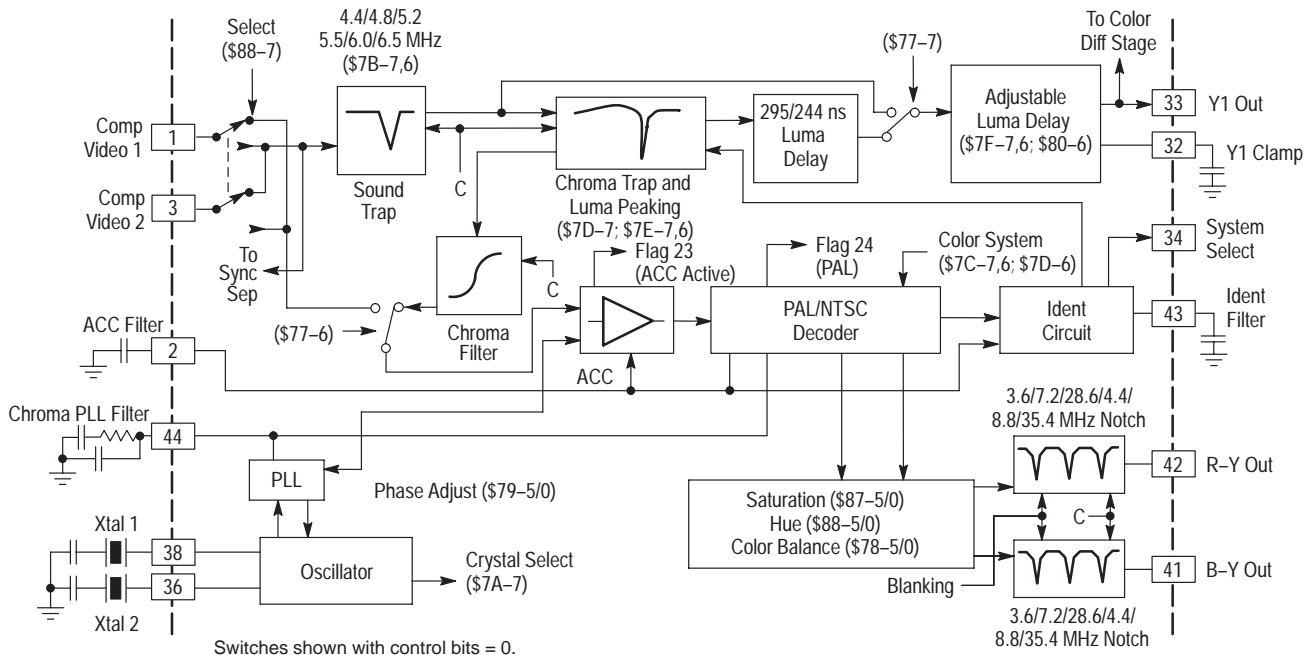 Select
($88–7)
4.4/4.8/5.2
5.5/6.0/6.5 MHz
($7B–7,6)
($77–7)
To Color
Diff Stage
Comp
Video 1
1
Comp
Video 2
3
Sound
Trap
C
Chroma Trap and
Luma Peaking
($7D–7; $7E–7,6)
295/244 ns
Luma
Delay
Adjustable
Luma Delay
($7F–7,6; $80–6)
33
Y1 Out
32
Y1 Clamp
To
Sync
Sep
C
Chroma
Filter
($77–6)
Flag 23
(ACC Active)
Flag 24
(PAL)
Color System
($7C–7,6; $7D–6)
34
System
Select
ACC Filter
2
ACC
PAL/NTSC
Decoder
Ident
Circuit
43
Ident
Filter
Chroma PLL Filter
44
PLL
Phase Adjust ($79–5/0)
3.6/7.2/28.6/4.4/
8.8/35.4 MHz Notch
42
R–Y Out
Saturation ($87–5/0)
Hue ($88–5/0)
Color Balance ($78–5/0)
C
Blanking
41
B–Y Out
3.6/7.2/28.6/4.4/
8.8/35.4 MHz Notch
Xtal 1
38
36
Xtal 2
Oscillator
Crystal Select
($7A–7)
Switches shown with control bits = 0.